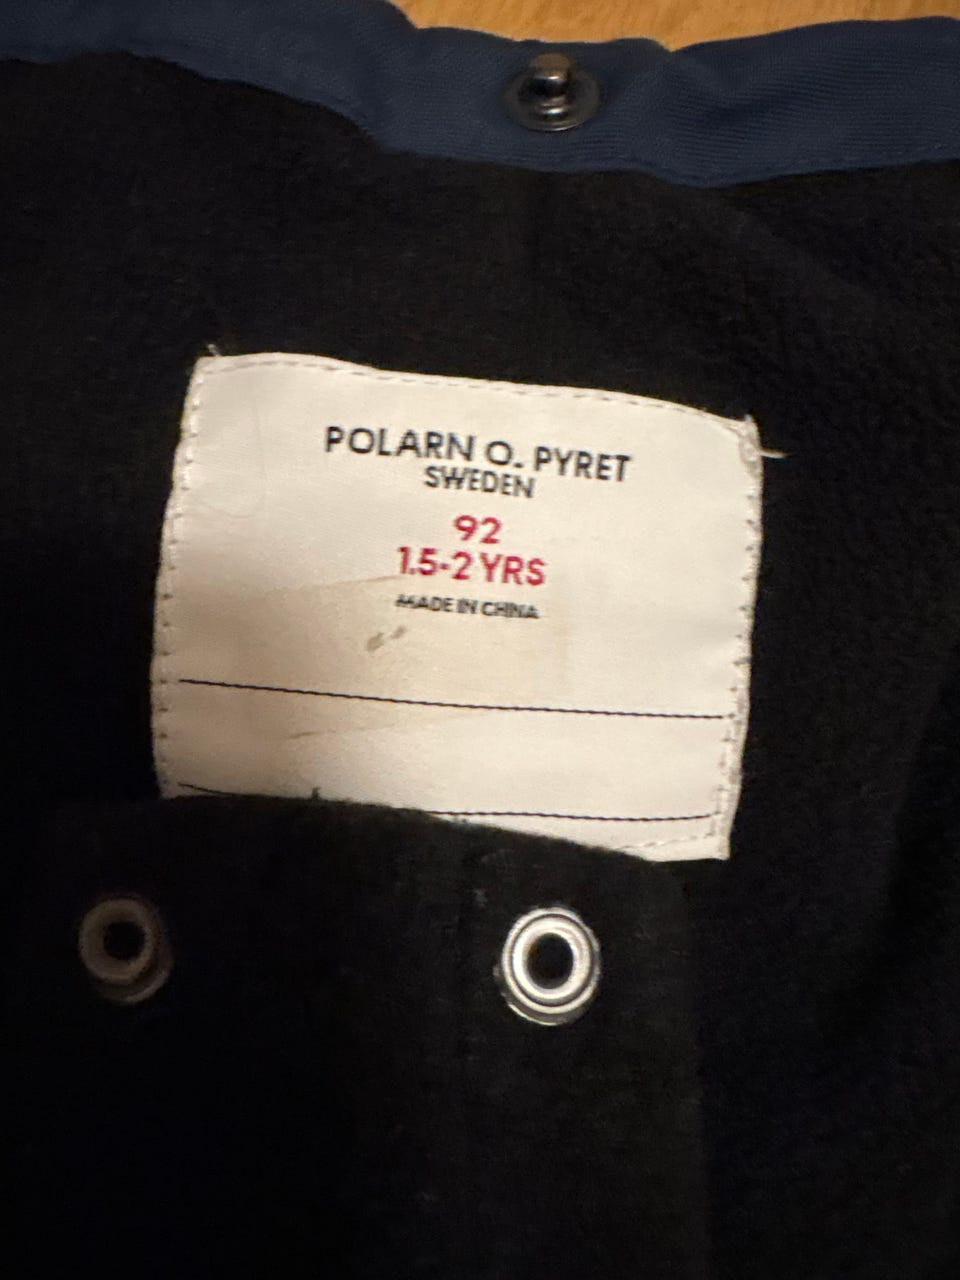 POLARN O. PYRET
SWEDEN
92
1.5-2 YRS
MADE IN CHINA